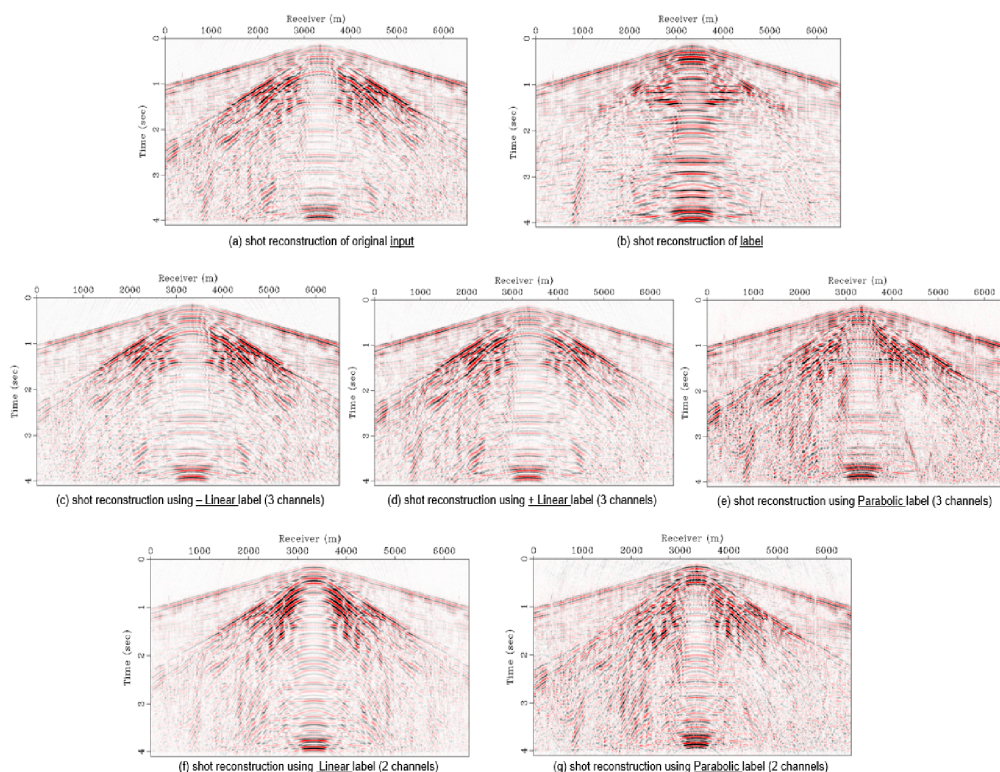 Receiver (m)
0 1000 2000 3000 4000 5000 6000
Time (sec)
0
1
2
3
4
(a) shot reconstruction of original input
Receiver (m)
0 1000 2000 3000 4000 5000 6000
Time (sec)
0
1
2
3
4
(b) shot reconstruction of label
Receiver (m)
0 1000 2000 3000 4000 5000 6000
Time (sec)
0
1
2
3
4
(c) shot reconstruction using – Linear label (3 channels)
Receiver (m)
0 1000 2000 3000 4000 5000 6000
Time (sec)
0
1
2
3
4
(d) shot reconstruction using + Linear label (3 channels)
Receiver (m)
0 1000 2000 3000 4000 5000 6000
Time (sec)
0
1
2
3
4
(e) shot reconstruction using Parabolic label (3 channels)
Receiver (m)
0 1000 2000 3000 4000 5000 6000
Time (sec)
0
1
2
3
4
(f) shot reconstruction using Linear label (2 channels)
Receiver (m)
0 1000 2000 3000 4000 5000 6000
Time (sec)
0
1
2
3
4
(g) shot reconstruction using Parabolic label (2 channels)